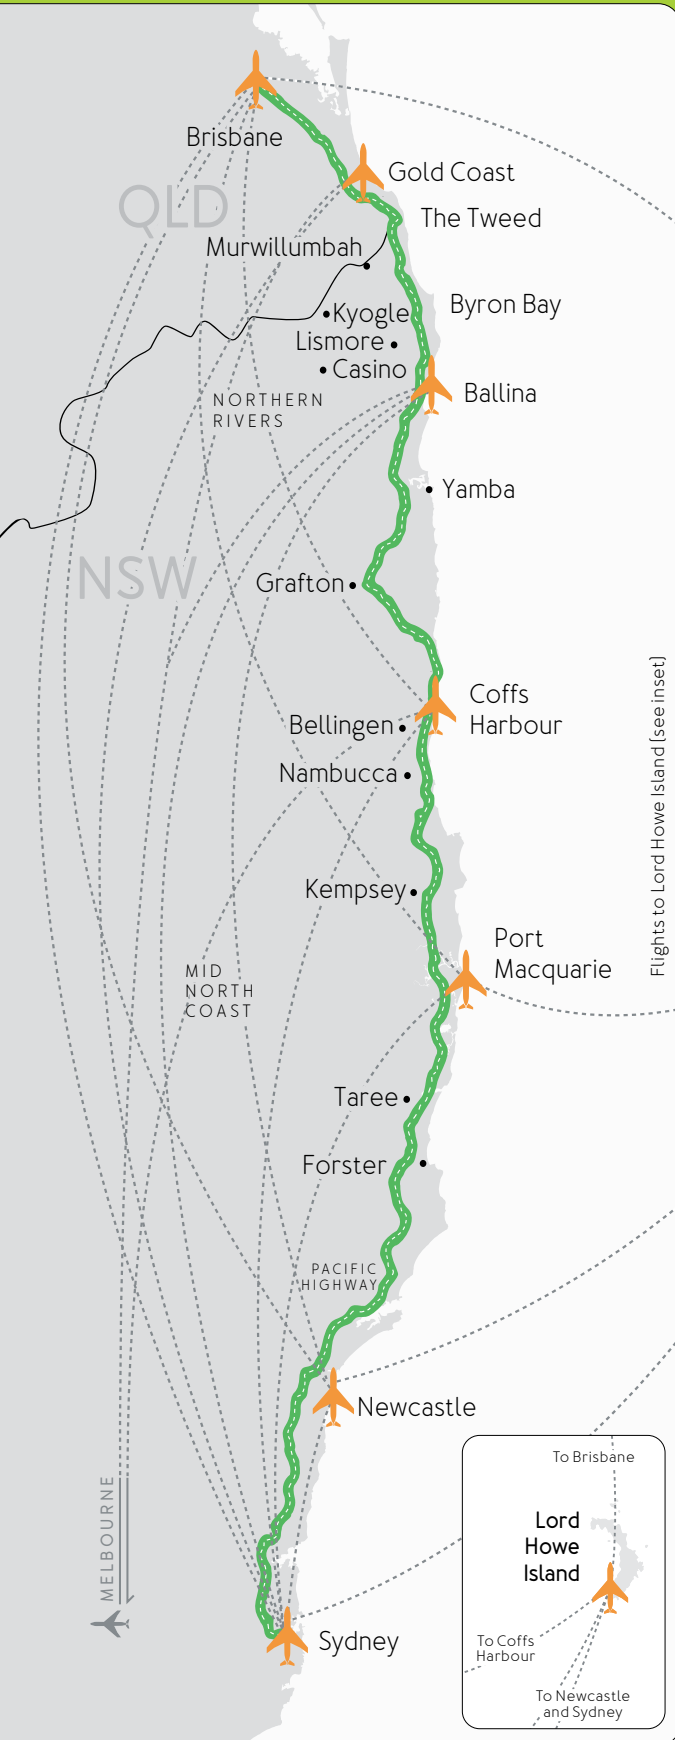 Brisbane
QLD
Gold Coast
The Tweed
Murwillumbah
Byron Bay
Kyogle
Lismore
Casino
NORTHERN
RIVERS
Ballina
Yamba
NSW
Grafton
Coffs
Harbour
Bellingen
Nambucca
Flights to Lord Howe Island (see inset)
Kempsey
Port
Macquarie
MID
NORTH
COAST
Taree
Forster
PACIFIC
HIGHWAY
Newcastle
MELBOURNE
Sydney
To Brisbane
Lord
Howe
Island
To Coffs
Harbour
To Newcastle
and Sydney